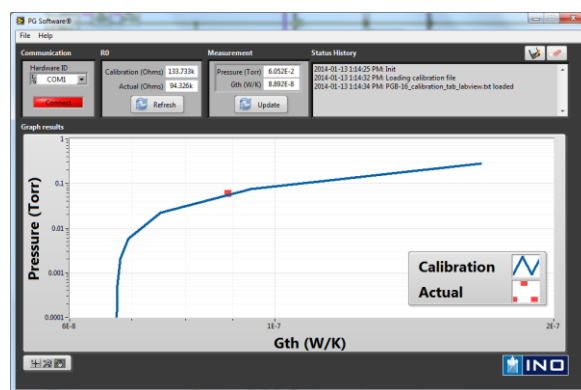 PG Software®
File Help
Communication
Hardware ID
COM1
Connect
R0
Calibration (Ohms) 133.733k
Actual (Ohms) 94.326k
Refresh
Measurement
Pressure (Torr) 6.052E-2
Gth (W/K) 8.892E-8
Update
Status History
2014-01-13 1:14:25 PM: Init
2014-01-13 1:14:32 PM: Loading calibration file
2014-01-13 1:14:34 PM: PGB-16_calibration_tab_labview.txt loaded
Graph results
Pressure (Torr)
1
0.1
0.01
0.001
0.0001
6E-8 1E-7 2E-7
Gth (W/K)
Calibration
Actual
INO